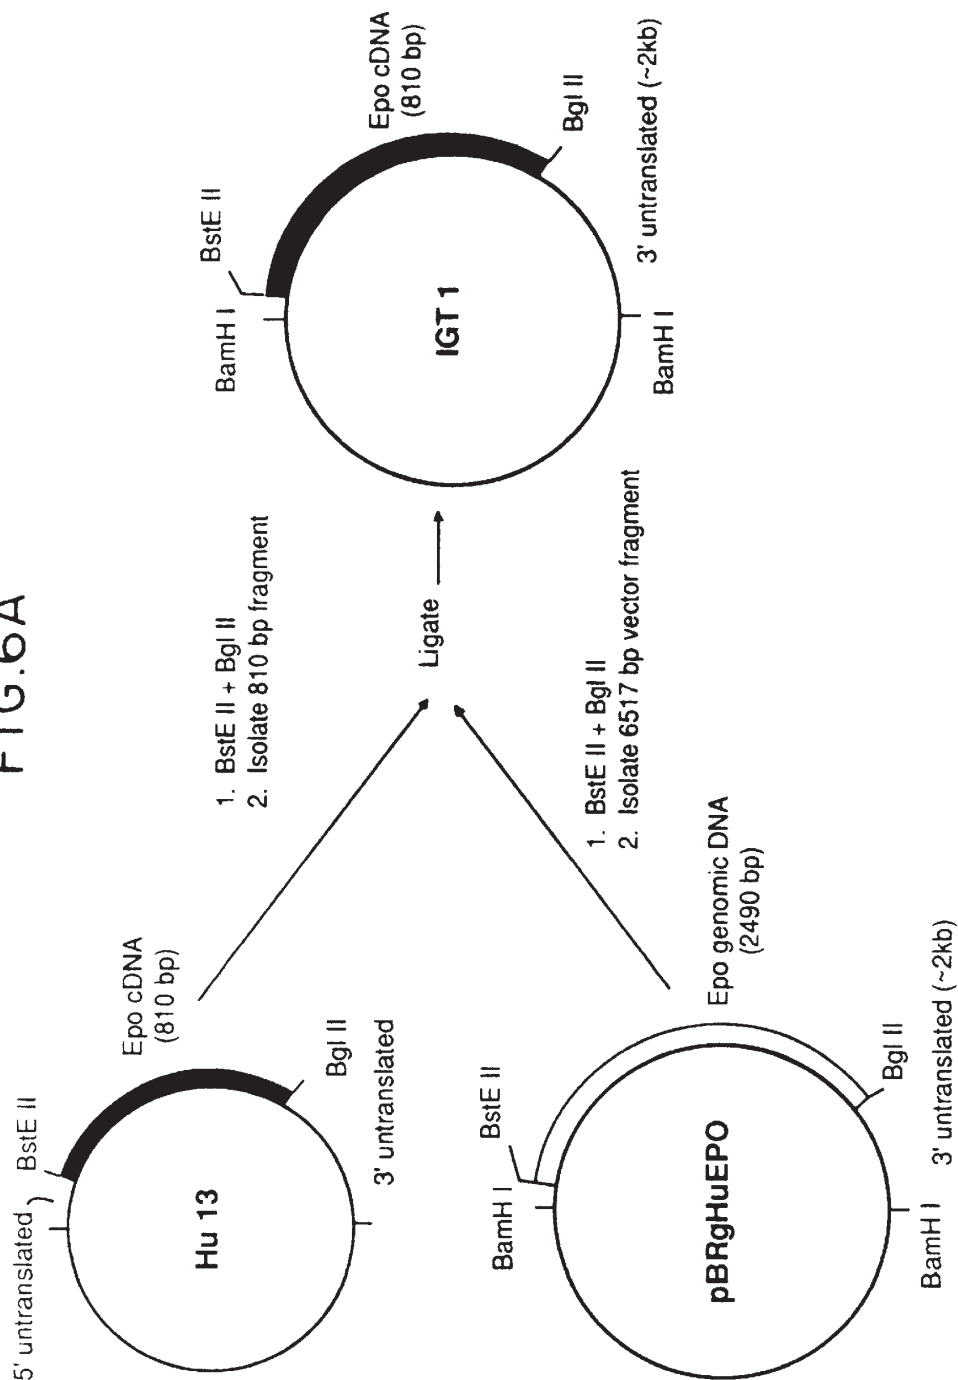 FIG.6A
5' untranslated
BstE II
Epo cDNA
(810 bp)
Hu 13
Bgl II
3' untranslated
1. BstE II + Bgl II
2. Isolate 810 bp fragment
BamH I
BstE II
Epo genomic DNA
(2490 bp)
pBRgHuEPO
Bgl II
3' untranslated (~2kb)
BamH I
1. BstE II + Bgl II
2. Isolate 6517 bp vector fragment
Ligate
BamH I
BstE II
Epo cDNA
(810 bp)
IGT 1
Bgl II
3' untranslated (~2kb)
BamH I